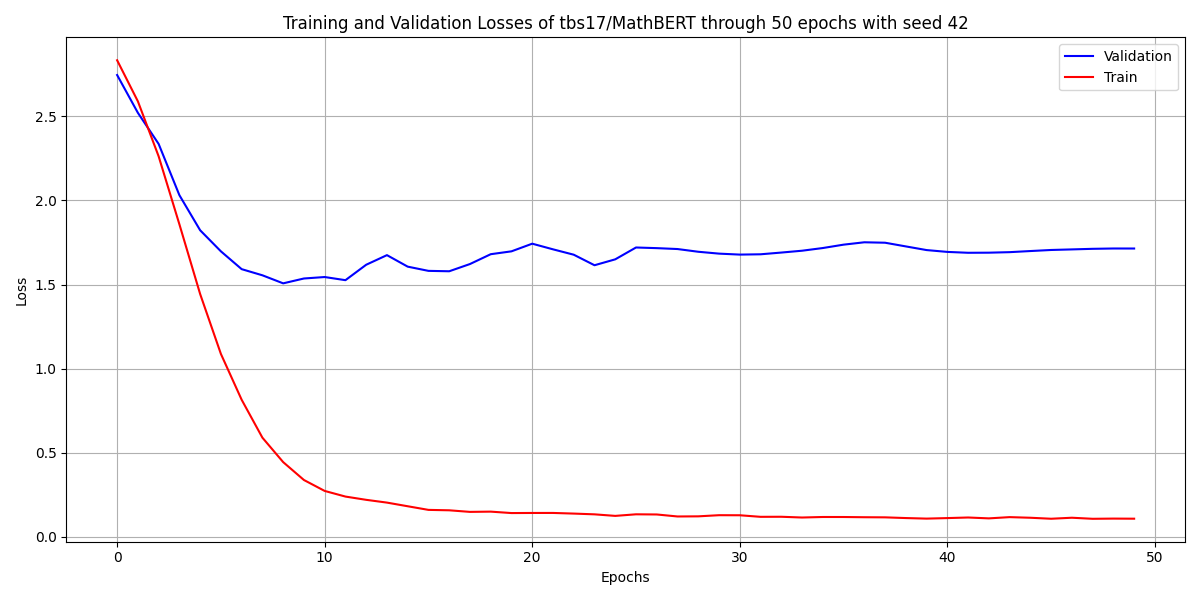 Training and Validation Losses of tbs17/MathBERT through 50 epochs with seed 42
Validation
Train
Loss
2.5
2.0
1.5
1.0
0.5
0.0
0 10 20 30 40 50
Epochs